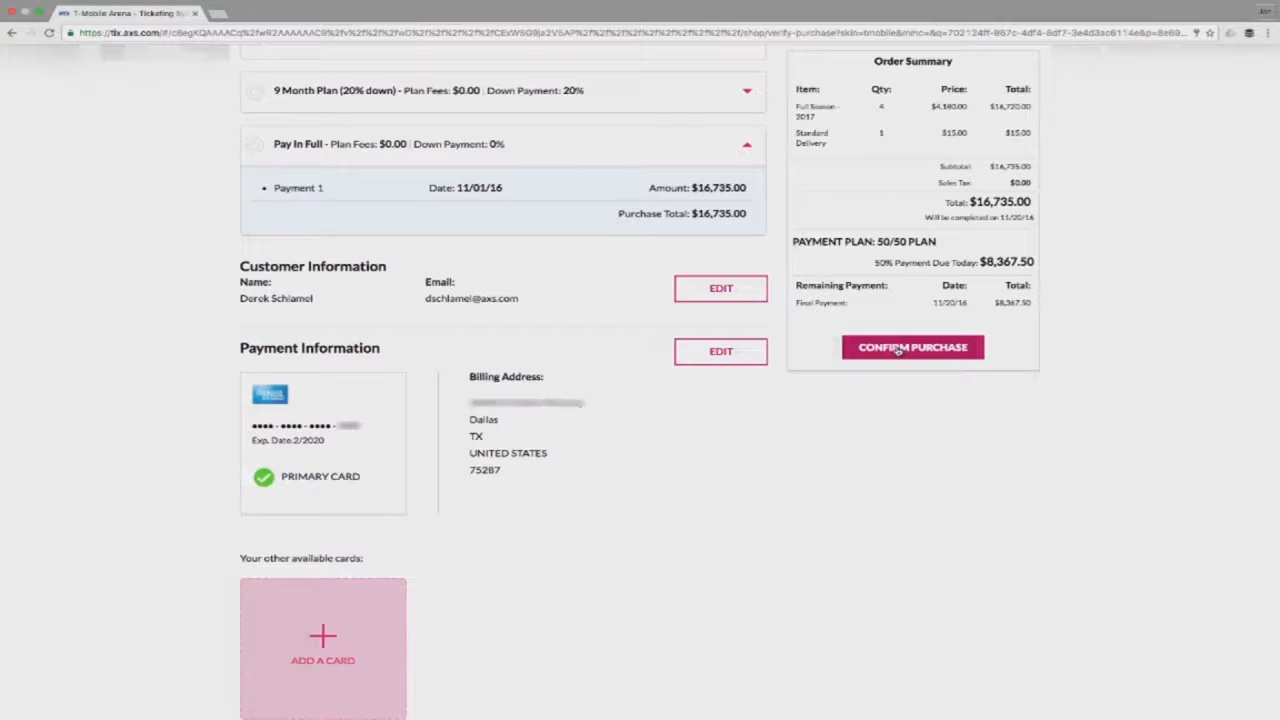 T-Mobile Arena - Ticketing
9 Month Plan (20% down) - Plan Fees: $0.00 | Down Payment: 20%
Pay In Full - Plan Fees: $0.00 | Down Payment: 0%
• Payment 1 Date: 11/01/16 Amount: $16,735.00
Purchase Total: $16,735.00
Customer Information
Name: Email:
Derek Schlamel dschlamel@axs.com
EDIT
Payment Information
EDIT
Exp. Date.2/2020
PRIMARY CARD
Billing Address:
Dallas
TX
UNITED STATES
75287
Your other available cards:
ADD A CARD
Order Summary
Item: Qty: Price: Total:
Full Season - 4 $4,180.00 $16,720.00
2017
Standard 1 $15.00 $15.00
Delivery
Subtotal: $16,735.00
Sales Tax: $0.00
Total: $16,735.00
Will be completed on 11/20/16
PAYMENT PLAN: 50/50 PLAN
50% Payment Due Today: $8,367.50
Remaining Payment: Date: Total:
Final Payment: 11/20/16 $8,367.50
CONFIRM PURCHASE